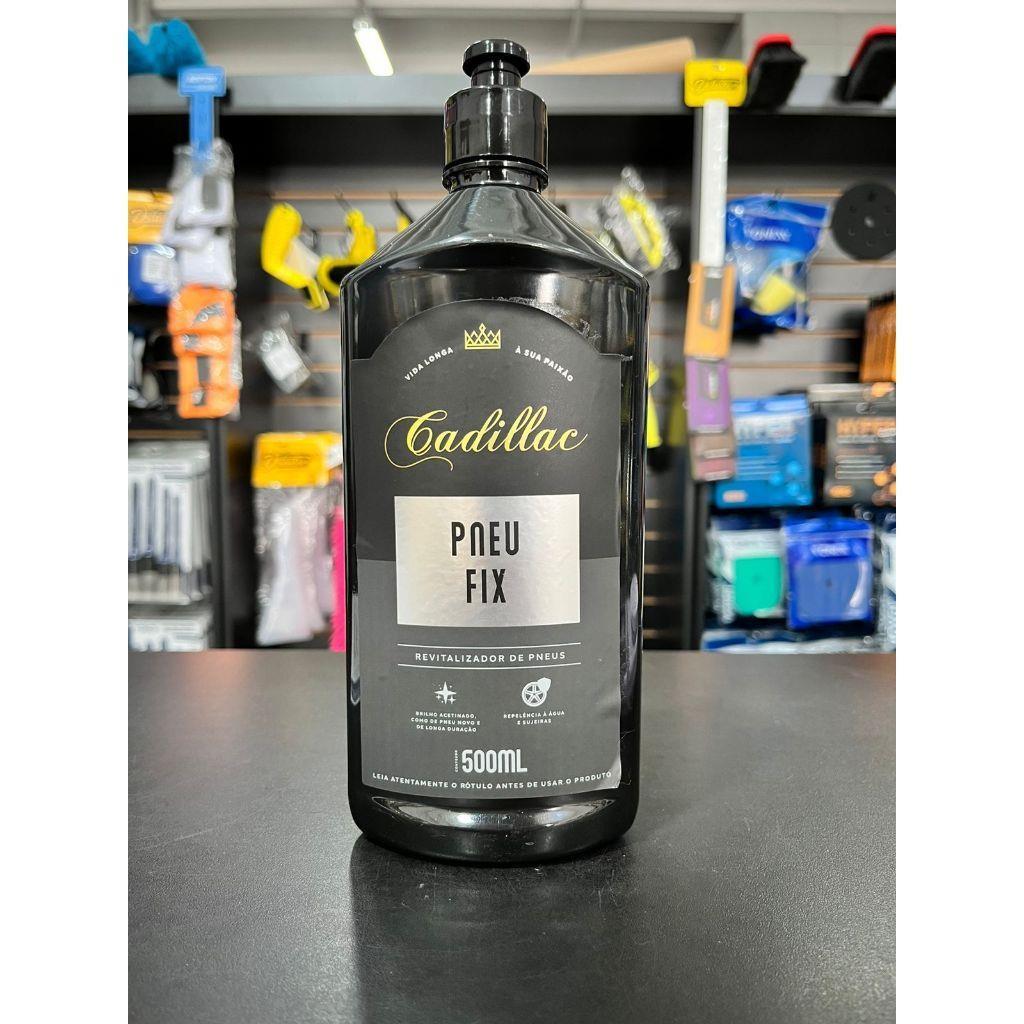 VIDA LONGA À SUA PAIXÃO
Cadillac
PNEU
FIX
REVITALIZADOR DE PNEUS
BRILHO ACETINADO,
COMO DE PNEU NOVO E
DE LONGA DURAÇÃO
REPELÊNCIA À ÁGUA
E SUJEIRAS
CONTEÚDO
500ML
LEIA ATENTAMENTE O RÓTULO ANTES DE USAR O PRODUTO